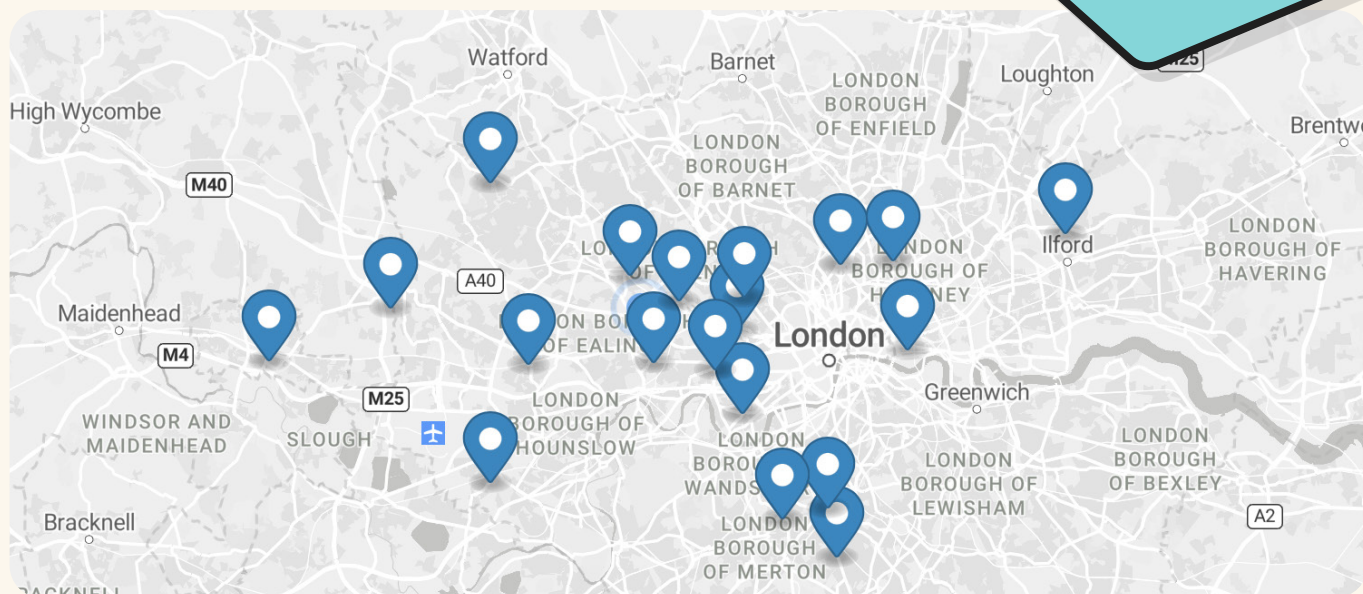 Watford
Barnet
Loughton
M25
High Wycombe
LONDON
BOROUGH
OF ENFIELD
LONDON
BOROUGH
OF BARNET
M40
LONDON
BOROUGH OF
HAVERING
Ilford
LONDON
BOROUGH OF
A40
Maidenhead
London
M4
OF EALING
M25
Greenwich
WINDSOR AND
MAIDENHEAD
SLOUGH
LONDON
BOROUGH OF
HOUNSLOW
LONDON
LONDON
BOROUGH OF
LEWISHAM
LONDON
BOROUGH
OF BEXLEY
Bracknell
LONDON
BOROUGH
OF MERTON
A2